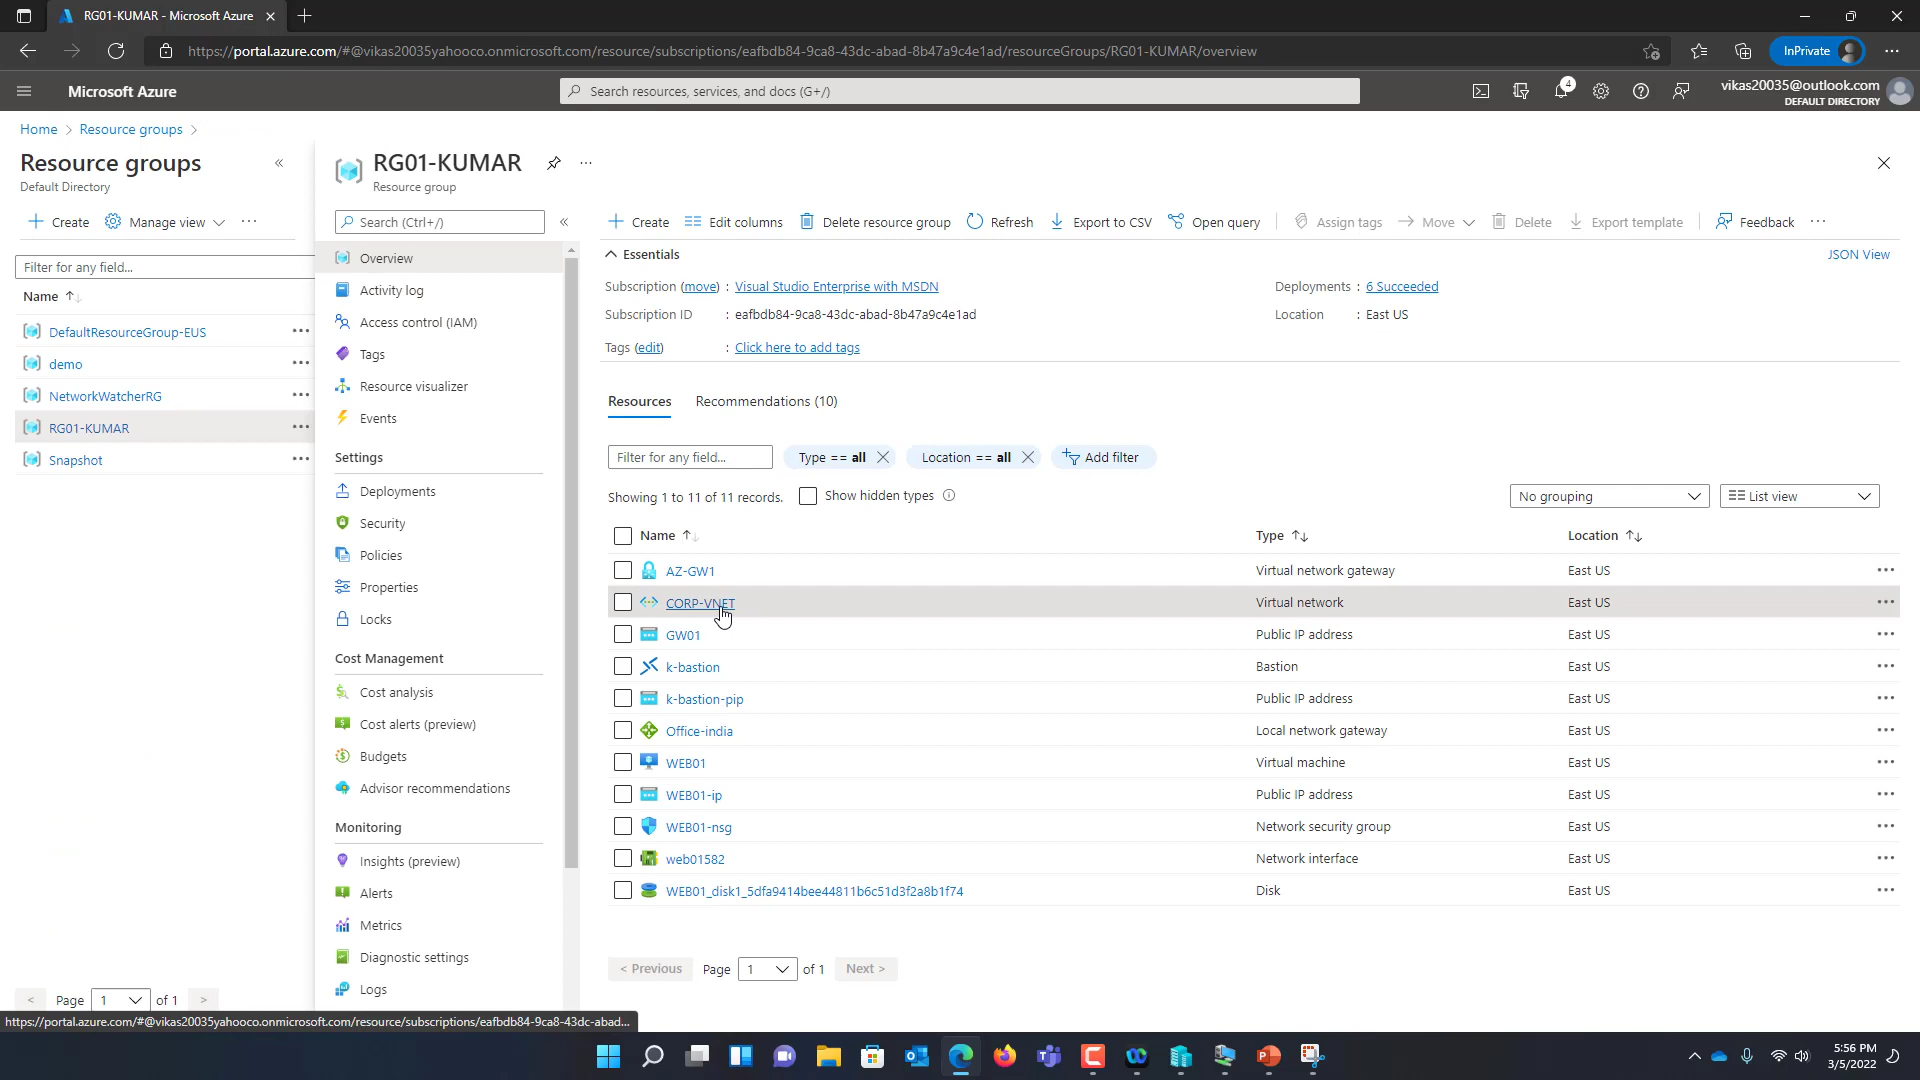 RG01-KUMAR - Microsoft Azure
https://portal.azure.com/#@vikas20035yahooco.onmicrosoft.com/resource/subscriptions/eafbdb84-9ca8-43dc-abad-8b47a9c4e1ad/resourceGroups/RG01-KUMAR/overview
InPrivate
Microsoft Azure
Search resources, services, and docs (G+/)
4
vikas20035@outlook.com
DEFAULT DIRECTORY
Home > Resource groups >
Resource groups
Default Directory
Create
Manage view
Filter for any field...
Name
DefaultResourceGroup-EUS
demo
NetworkWatcherRG
RG01-KUMAR
Snapshot
< Page 1 of 1 >
RG01-KUMAR
Resource group
Search (Ctrl+/)
Overview
Activity log
Access control (IAM)
Tags
Resource visualizer
Events
Settings
Deployments
Security
Policies
Properties
Locks
Cost Management
Cost analysis
Cost alerts (preview)
Budgets
Advisor recommendations
Monitoring
Insights (preview)
Alerts
Metrics
Diagnostic settings
Logs
Create Edit columns Delete resource group Refresh Export to CSV Open query Assign tags Move Delete Export template Feedback
Essentials
JSON View
Subscription (move) : Visual Studio Enterprise with MSDN
Deployments : 6 Succeeded
Subscription ID : eafbdb84-9ca8-43dc-abad-8b47a9c4e1ad
Location : East US
Tags (edit) : Click here to add tags
Resources Recommendations (10)
Filter for any field... Type == all Location == all Add filter
Showing 1 to 11 of 11 records. Show hidden types No grouping List view
Name Type Location
AZ-GW1 Virtual network gateway East US
CORP-VNET Virtual network East US
GW01 Public IP address East US
k-bastion Bastion East US
k-bastion-pip Public IP address East US
Office-india Local network gateway East US
WEB01 Virtual machine East US
WEB01-ip Public IP address East US
WEB01-nsg Network security group East US
web01582 Network interface East US
WEB01_disk1_5dfa9414bee44811b6c51d3f2a8b1f74 Disk East US
< Previous Page 1 of 1 Next >
https://portal.azure.com/#@vikas20035yahooco.onmicrosoft.com/resource/subscriptions/eafbdb84-9ca8-43dc-abad...
5:56 PM
3/5/2022